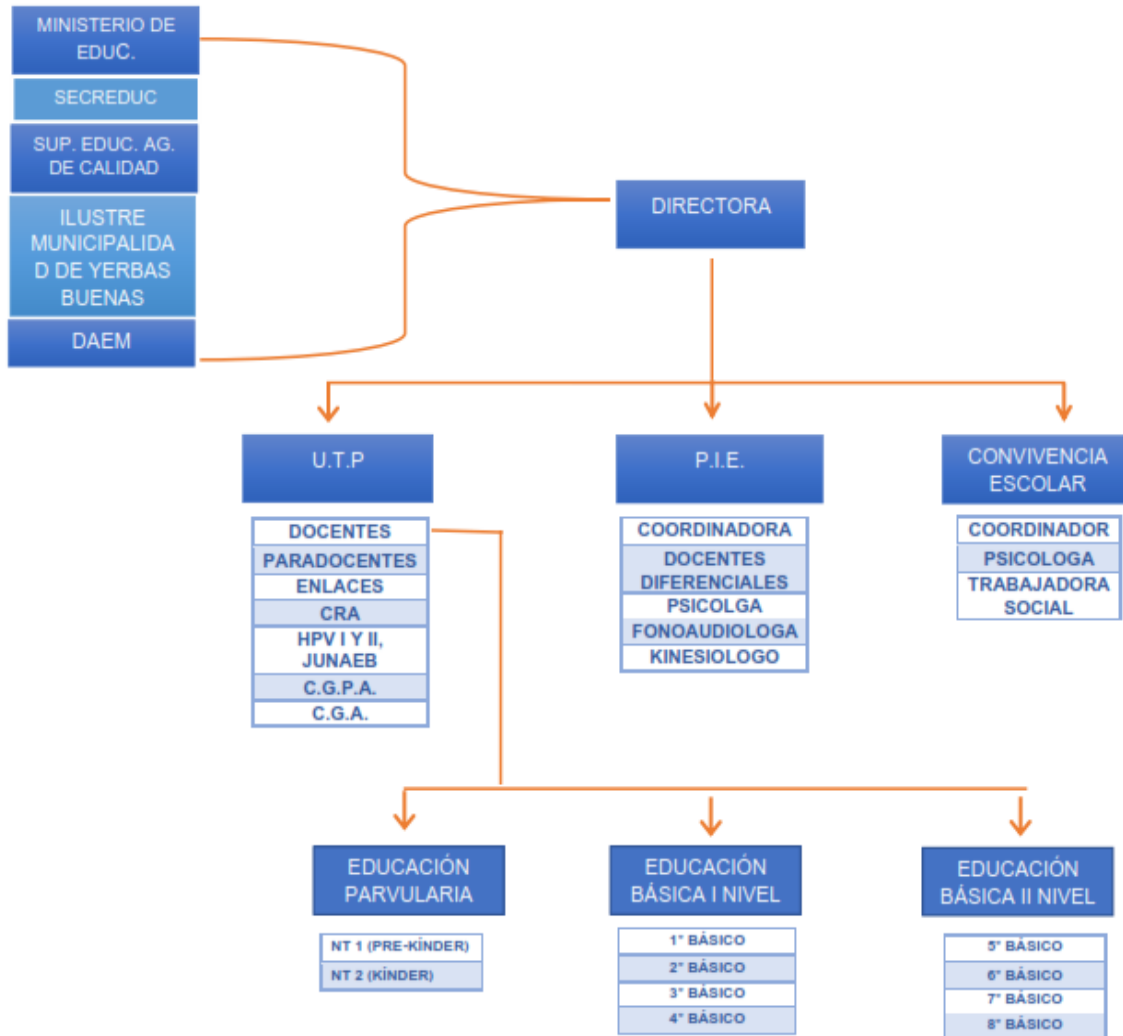 MINISTERIO DE
EDUC.
SECREDUC
SUP. EDUC. AG.
DE CALIDAD
ILUSTRE
MUNICIPALIDA
D DE YERBAS
BUENAS
DAEM
DIRECTORA
U.T.P
DOCENTES
PARADOCENTES
ENLACES
CRA
HPV I Y II,
JUNAEB
C.G.P.A.
C.G.A.
P.I.E.
COORDINADORA
DOCENTES
DIFERENCIALES
PSICOLGA
FONOAUDIOLOGA
KINESIOLOGO
CONVIVENCIA
ESCOLAR
COORDINADOR
PSICOLOGA
TRABAJADORA
SOCIAL
EDUCACIÓN
PARVULARIA
NT 1 (PRE-KÍNDER)
NT 2 (KÍNDER)
EDUCACIÓN
BÁSICA I NIVEL
1° BÁSICO
2° BÁSICO
3° BÁSICO
4° BÁSICO
EDUCACIÓN
BÁSICA II NIVEL
5° BÁSICO
6° BÁSICO
7° BÁSICO
8° BÁSICO